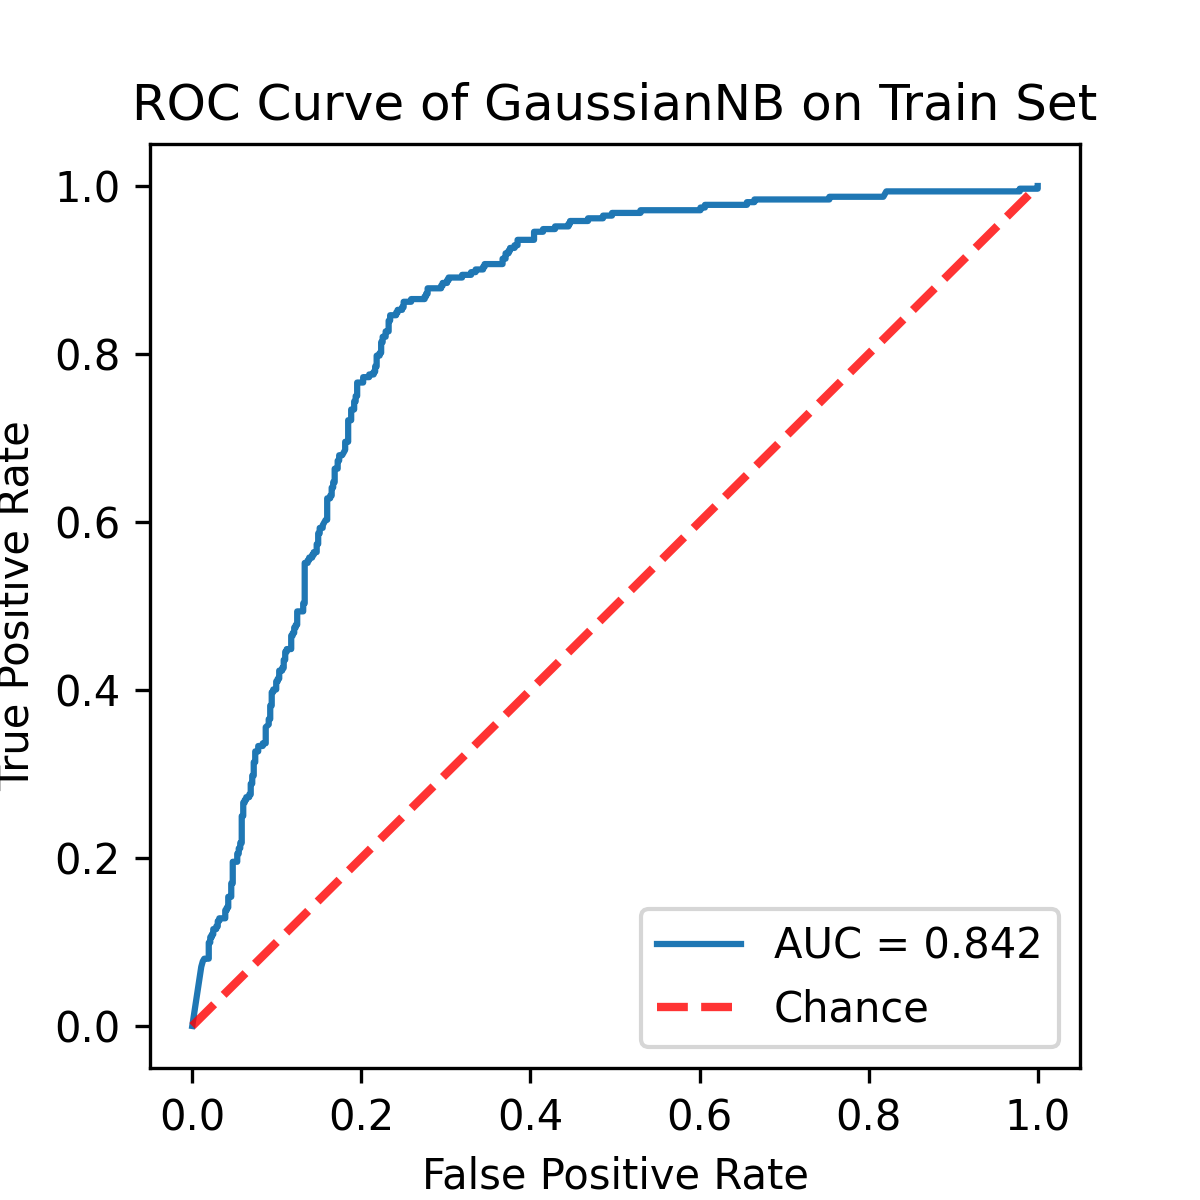 ROC Curve of GaussianNB on Train Set
True Positive Rate
1.0
0.8
0.6
0.4
0.2
0.0
AUC = 0.842
Chance
0.0 0.2 0.4 0.6 0.8 1.0
False Positive Rate